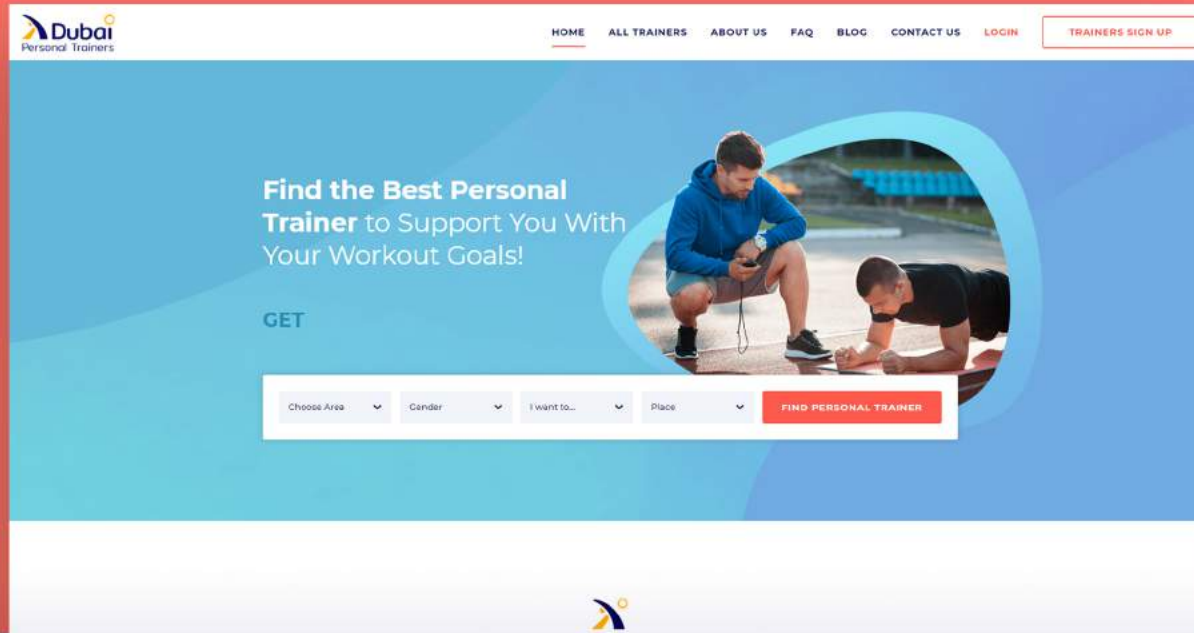 Dubai
Personal Trainers
HOME ALL TRAINERS ABOUT US FAQ BLOG CONTACT US LOGIN TRAINERS SIGN UP
Find the Best Personal
Trainer to Support You With
Your Workout Goals!
GET
Choose Area Gender I want to... Place FIND PERSONAL TRAINER